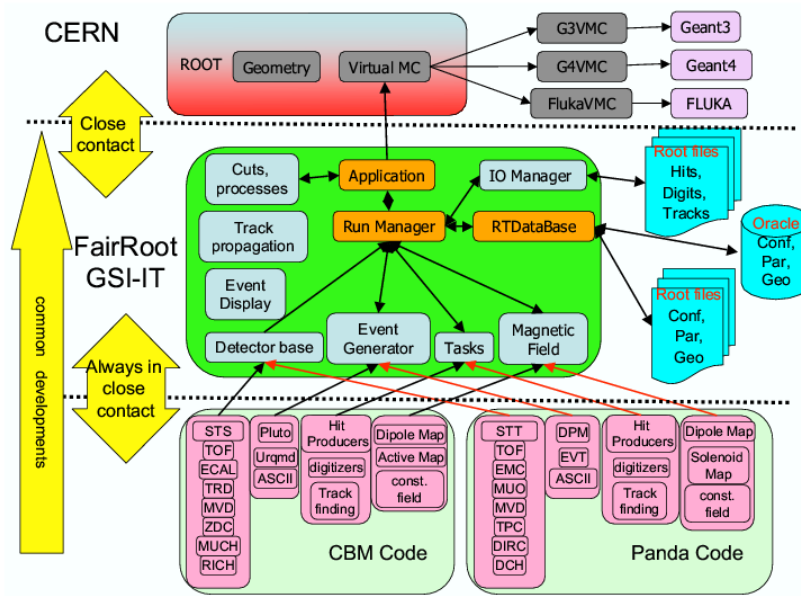 CERN
ROOT
Geometry
Virtual MC
G3VMC
Geant3
G4VMC
Geant4
FlukaVMC
FLUKA
Close
contact
Cuts,
processes
Application
IO Manager
Root files
Hits,
Digits,
Tracks
Track
propagation
Run Manager
RTDataBase
Oracle
Conf,
Par,
Geo
FairRoot
GSI-IT
Event
Display
Root files
Conf,
Par,
Geo
Detector base
Event
Generator
Tasks
Magnetic
Field
common developments
Always in
close
contact
STS
TOF
ECAL
TRD
MVD
ZDC
MUCH
RICH
Pluto
Urqmd
ASCII
Hit
Producers
digitizers
Track
finding
Dipole Map
Active Map
const.
field
CBM Code
STT
TOF
EMC
MUO
MVD
TPC
DIRC
DCH
DPM
EVT
ASCII
Hit
Producers
digitizers
Track
finding
Dipole Map
Solenoid
Map
const.
field
Panda Code